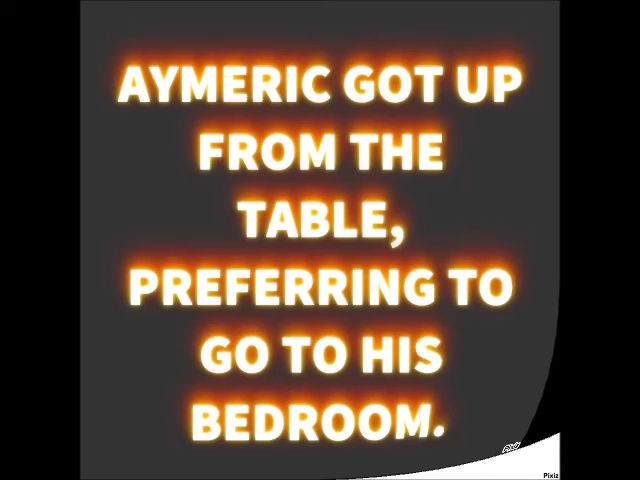 AYMERIC GOT UP
FROM THE
TABLE,
PREFERRING TO
GO TO HIS
BEDROOM.
Pixiz